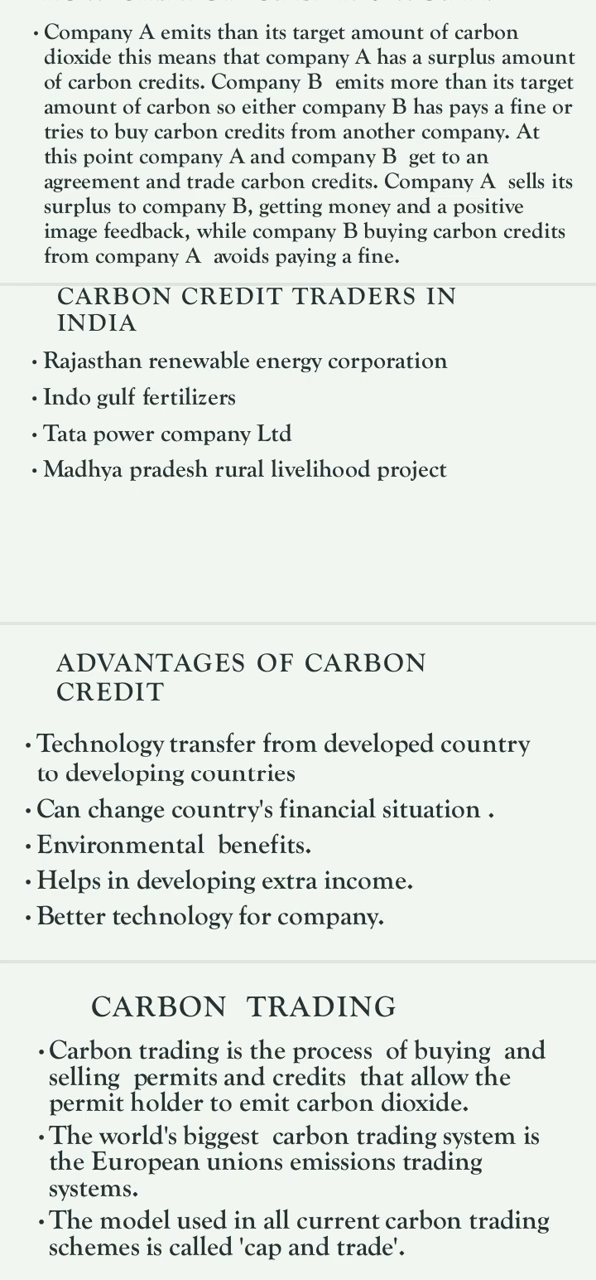 • Company A emits than its target amount of carbon
dioxide this means that company A has a surplus amount
of carbon credits. Company B emits more than its target
amount of carbon so either company B has pays a fine or
tries to buy carbon credits from another company. At
this point company A and company B get to an
agreement and trade carbon credits. Company A sells its
surplus to company B, getting money and a positive
image feedback, while company B buying carbon credits
from company A avoids paying a fine.
CARBON CREDIT TRADERS IN
INDIA
• Rajasthan renewable energy corporation
• Indo gulf fertilizers
• Tata power company Ltd
• Madhya pradesh rural livelihood project
ADVANTAGES OF CARBON
CREDIT
• Technology transfer from developed country
to developing countries
• Can change country's financial situation .
• Environmental benefits.
• Helps in developing extra income.
• Better technology for company.
CARBON TRADING
• Carbon trading is the process of buying and
selling permits and credits that allow the
permit holder to emit carbon dioxide.
• The world's biggest carbon trading system is
the European unions emissions trading
systems.
• The model used in all current carbon trading
schemes is called 'cap and trade'.